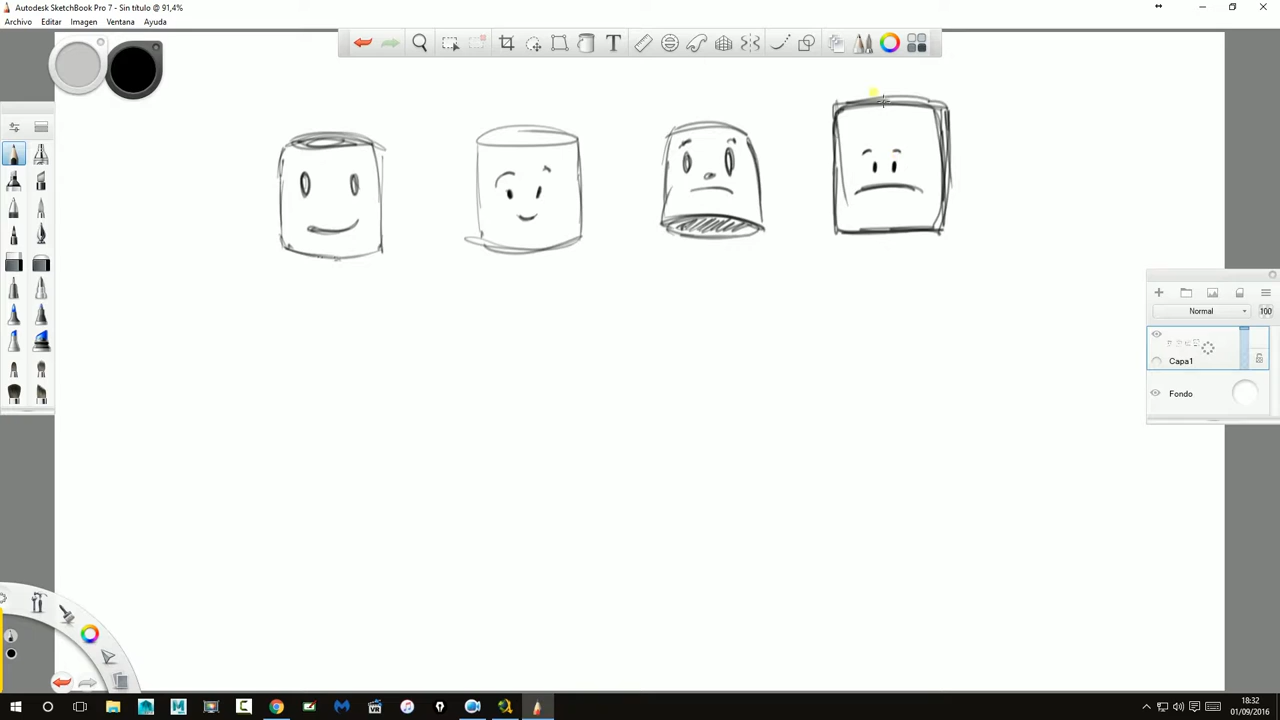 Autodesk SketchBook Pro 7 - Sin título @ 91,4%
Archivo Editar Imagen Ventana Ayuda
Normal 100
Capa1
Fondo
18:32
01/09/2016